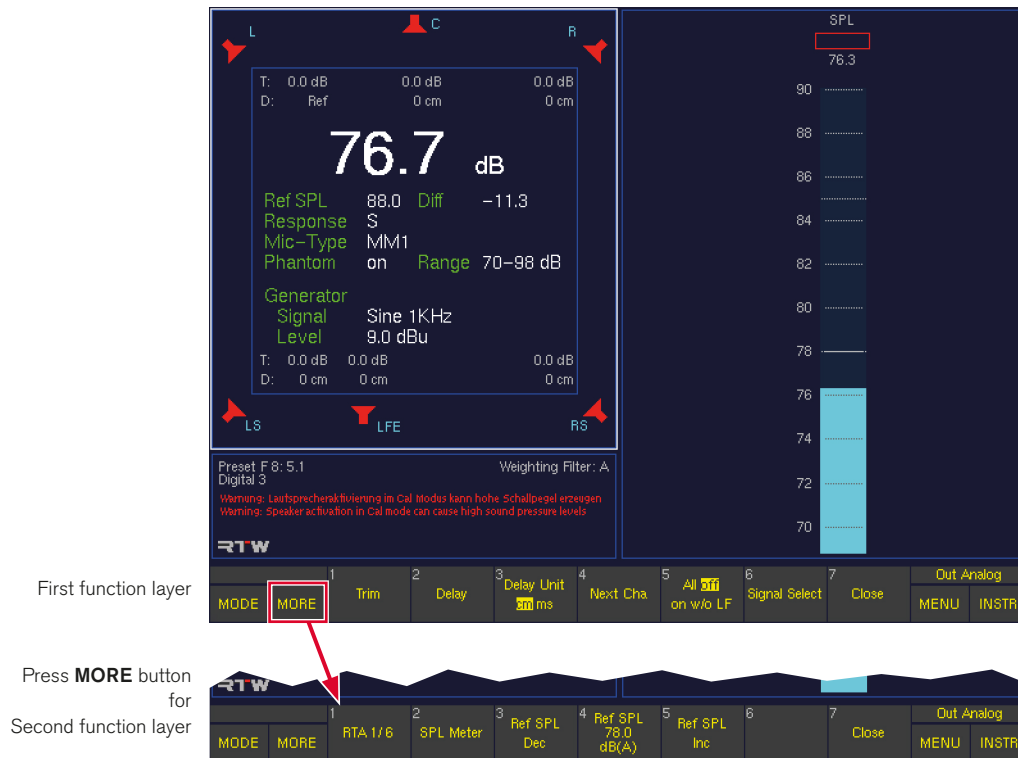 SPL
76.3
L
C
R
T: 0.0 dB 0.0 dB 0.0 dB
D: Ref 0 cm 0 cm
76.7 dB
Ref SPL 88.0 Diff −11.3
Response S
Mic−Type MM1
Phantom on Range 70−98 dB
Generator
Signal Sine 1KHz
Level 9.0 dBu
T: 0.0 dB 0.0 dB 0.0 dB
D: 0 cm 0 cm 0 cm
LS
LFE
RS
90
88
86
84
82
80
78
76
74
72
70
Preset F 8: 5.1 Weighting Filter: A
Digital 3
Warnung: Lautsprecheraktivierung im Cal Modus kann hohe Schallpegel erzeugen
Warning: Speaker activation in Cal mode can cause high sound pressure levels
RTW
First function layer
MODE
MORE
1 Trim
2 Delay
3 Delay Unit
cm ms
4 Next Cha
5 All off
on w/o LF
6 Signal Select
7 Close
Out Analog
MENU
INSTR
Press MORE button
for
Second function layer
RTW
MODE
MORE
1 RTA 1/6
2 SPL Meter
3 Ref SPL
Dec
4 Ref SPL
78.0
dB(A)
5 Ref SPL
Inc
6
7 Close
Out Analog
MENU
INSTR